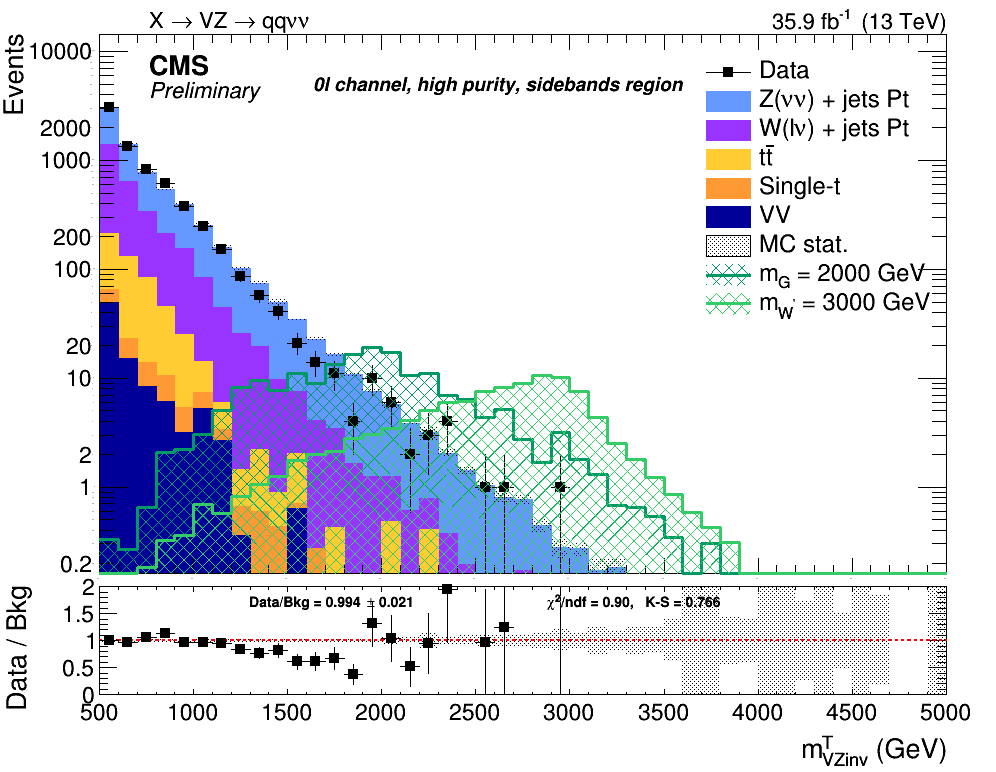 X → VZ → qqνν
35.9 fb⁻¹ (13 TeV)
Events
CMS
Preliminary
0l channel, high purity, sidebands region
Data
Z(νν) + jets Pt
W(lν) + jets Pt
tt̄
Single-t
VV
MC stat.
m_G = 2000 GeV
m_W' = 3000 GeV
10000
2000
1000
200
100
20
10
2
1
0.2
Data / Bkg
Data/Bkg = 0.994 ± 0.021
χ²/ndf = 0.90, K-S = 0.766
2
1.5
1
0.5
0
500 1000 1500 2000 2500 3000 3500 4000 4500 5000
m^T_VZinv (GeV)